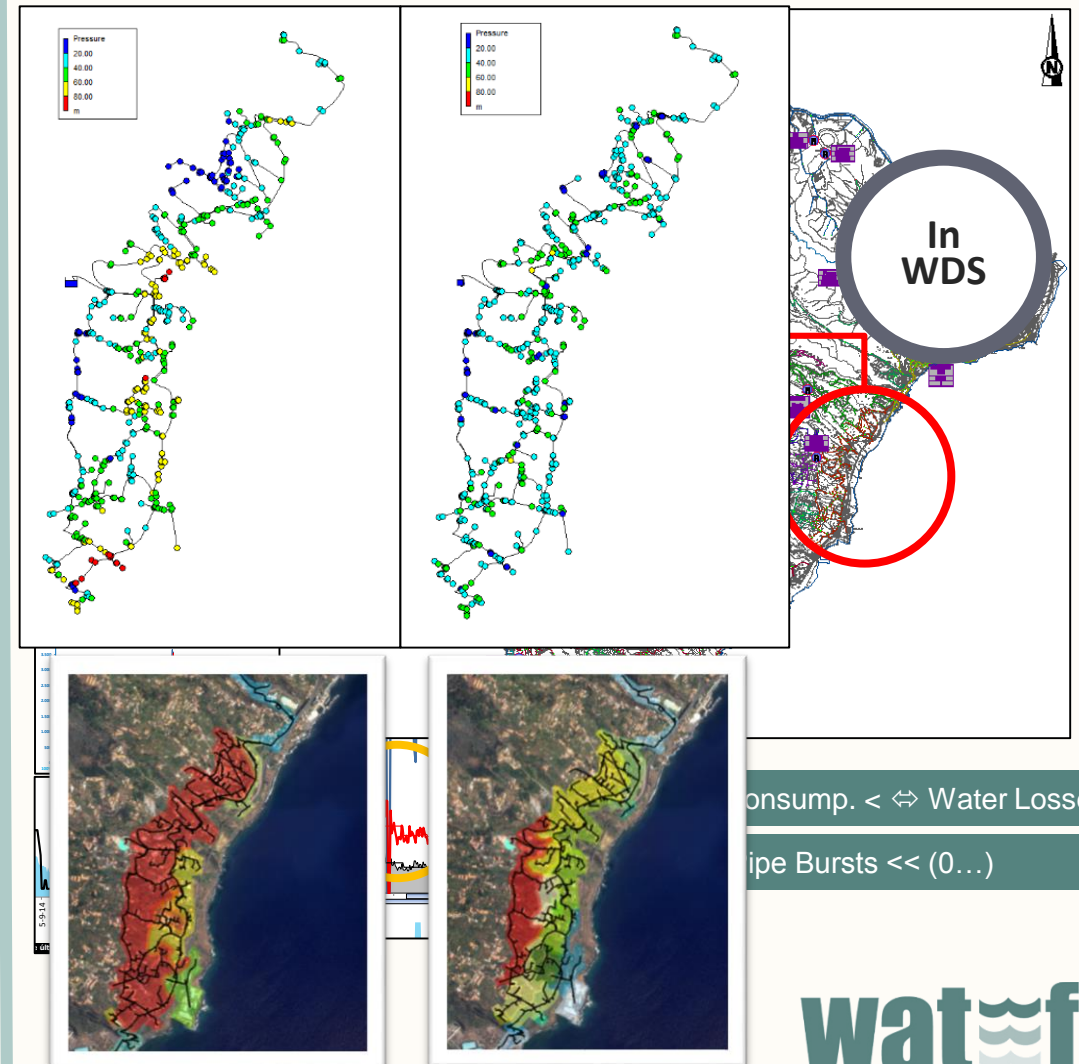 Pressure
20.00
40.00
60.00
80.00
m
Pressure
20.00
40.00
60.00
80.00
m
N
In
WDS
R
R
R
R
onsump. < ⇔ Water Loss
ipe Bursts << (0…)
5-9-14
últ
wat f